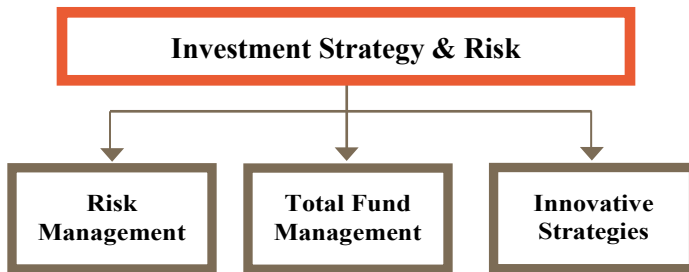 Investment Strategy & Risk
Risk
Management
Total Fund
Management
Innovative
Strategies